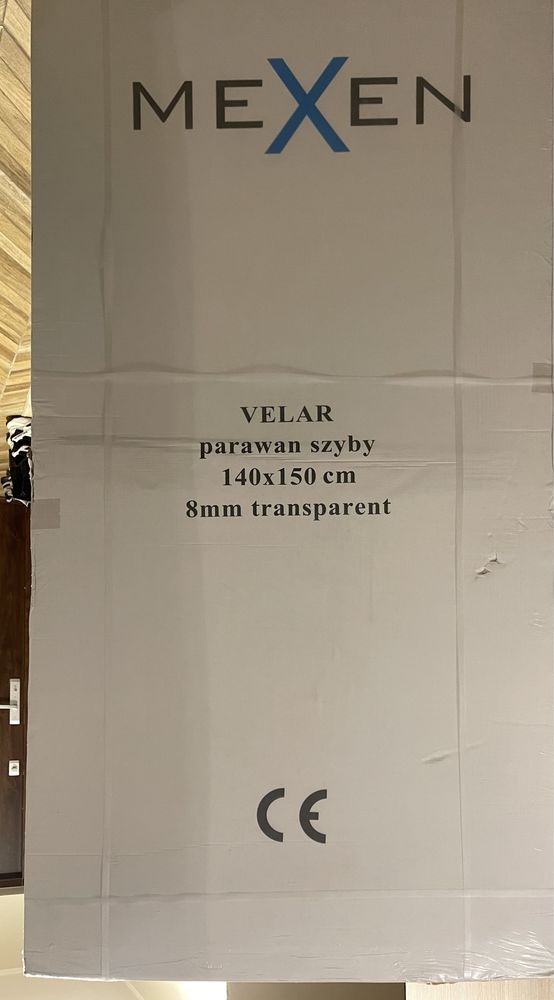 MEXEN
VELAR
parawan szyby
140x150 cm
8mm transparent
CE